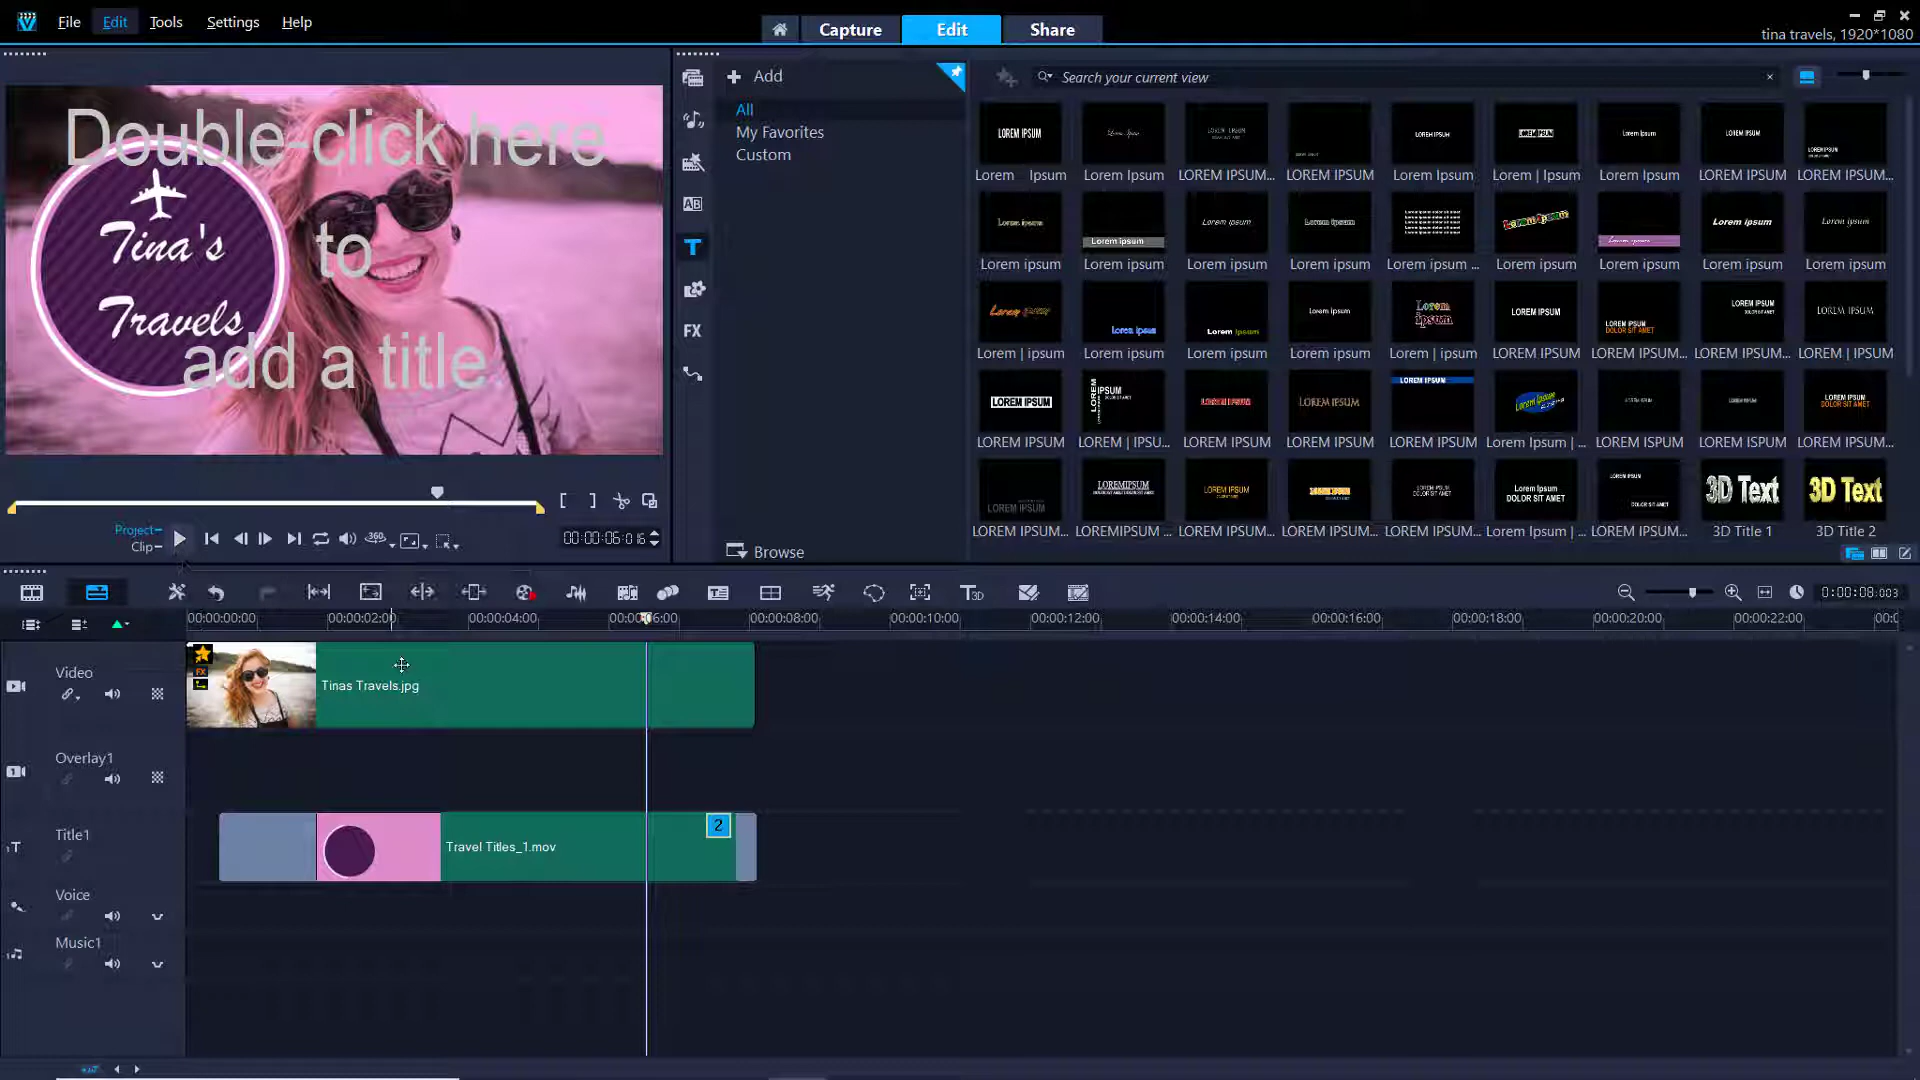 File Edit Tools Settings Help
Capture Edit Share
tina travels, 1920*1080
Double-click here
to
add a title
Tina's
Travels
Project
Clip
00:00:06:016
Add
All
My Favorites
Custom
Browse
Search your current view
Lorem Ipsum Lorem Ipsum LOREM IPSUM... LOREM IPSUM Lorem Ipsum Lorem | Ipsum Lorem Ipsum LOREM IPSUM LOREM IPSUM...
Lorem ipsum Lorem ipsum Lorem ipsum Lorem ipsum Lorem ipsum ... Lorem ipsum Lorem ipsum Lorem ipsum Lorem ipsum
Lorem | ipsum Lorem ipsum Lorem ipsum Lorem ipsum Lorem | ipsum LOREM IPSUM LOREM IPSUM... LOREM IPSUM... LOREM | IPSUM
LOREM IPSUM LOREM | IPSU... LOREM IPSUM LOREM IPSUM LOREM IPSUM Lorem Ipsum | ... LOREM ISPUM LOREM IPSUM LOREM IPSUM...
3D Text 3D Text
LOREM IPSUM... LOREMIPSUM ... LOREM IPSUM... LOREM IPSUM... LOREM IPSUM... Lorem Ipsum | ... LOREM IPSUM... 3D Title 1 3D Title 2
0:00:08:003
00:00:00:00 00:00:02:00 00:00:04:00 00:00:06:00 00:00:08:00 00:00:10:00 00:00:12:00 00:00:14:00 00:00:16:00 00:00:18:00 00:00:20:00 00:00:22:00
Video
Tinas Travels.jpg
Overlay1
Title1
Travel Titles_1.mov
2
Voice
Music1